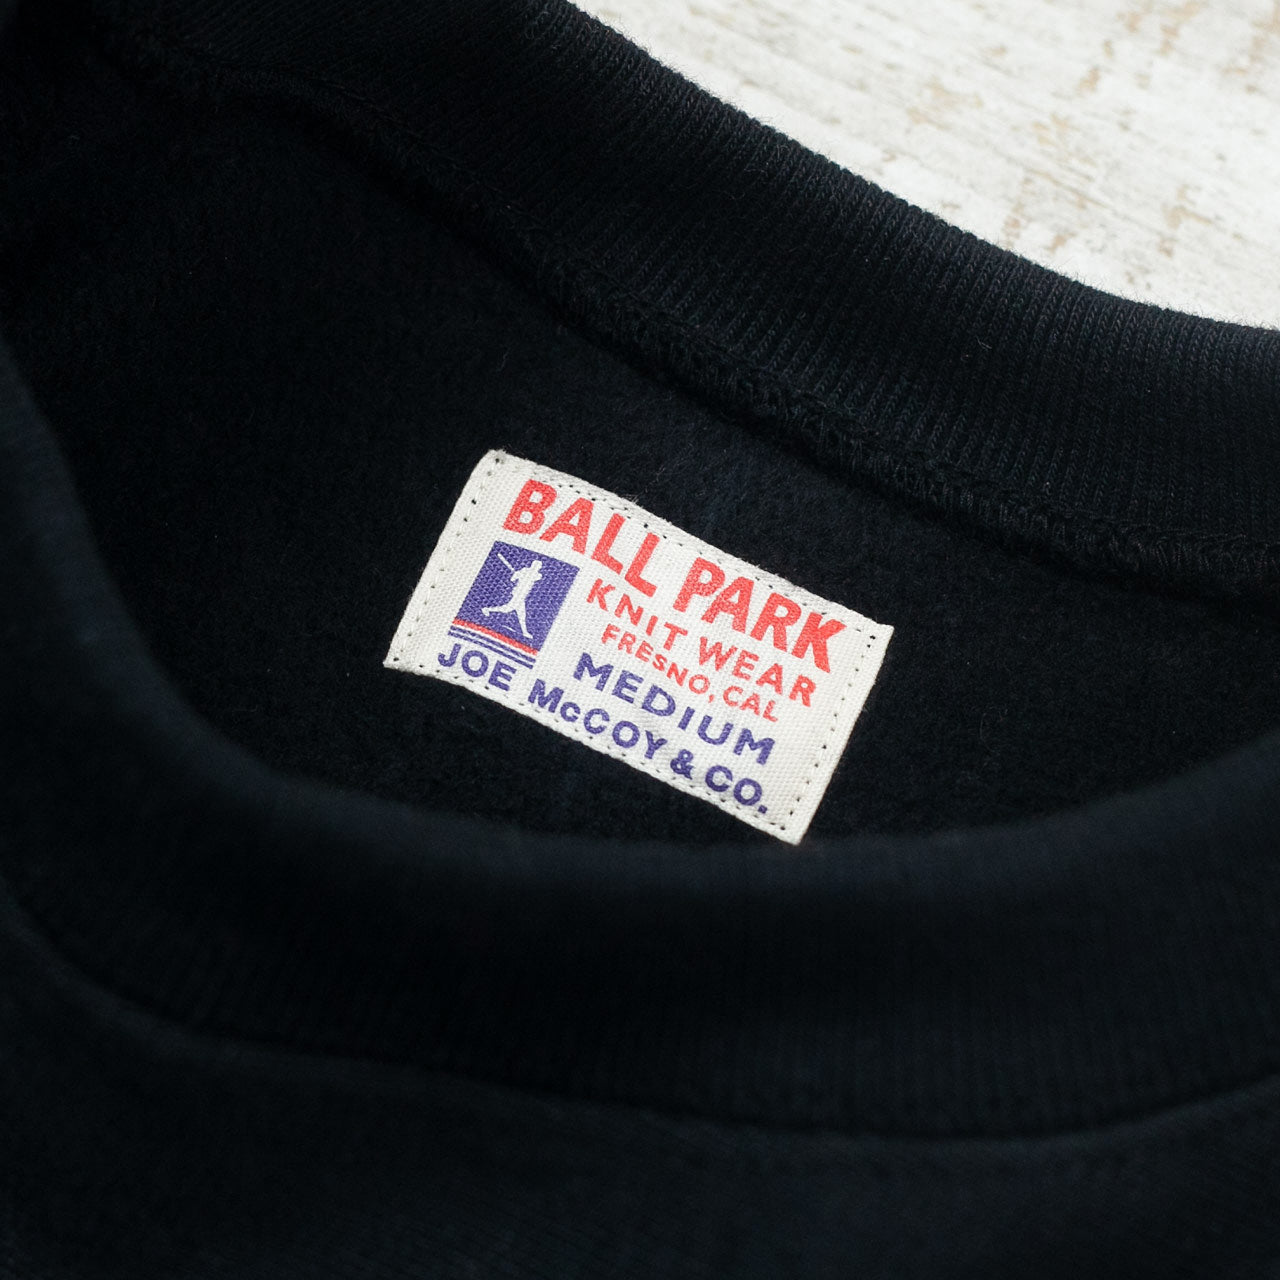 BALL PARK
KNIT WEAR
FRESNO, CAL
MEDIUM
JOE McCOY & CO.